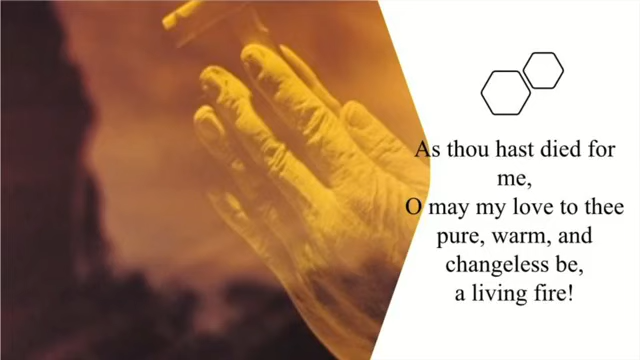 As thou hast died for
me,
O may my love to thee
pure, warm, and
changeless be,
a living fire!